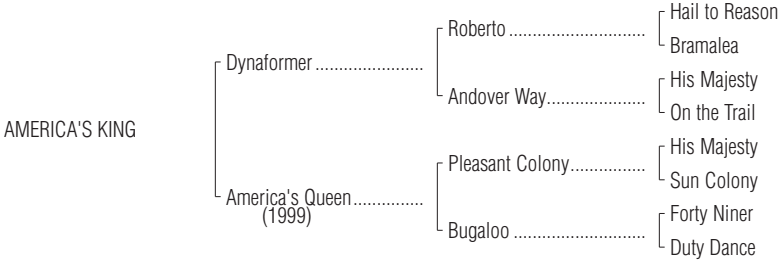 Hail to Reason
Roberto ..............................
Bramalea
Dynaformer .......................
His Majesty
Andover Way.....................
On the Trail
AMERICA'S KING
His Majesty
Pleasant Colony................
Sun Colony
America's Queen...............
(1999)
Forty Niner
Bugaloo .............................
Duty Dance